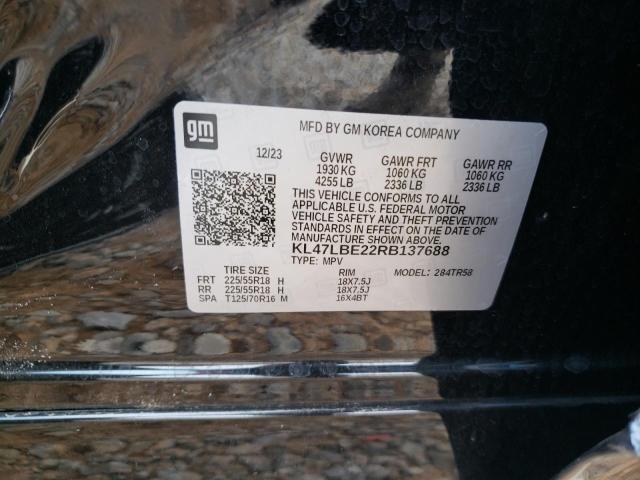 gm
MFD BY GM KOREA COMPANY
12/23 GVWR GAWR FRT GAWR RR
1930 KG 1060 KG 1060 KG
4255 LB 2336 LB 2336 LB
THIS VEHICLE CONFORMS TO ALL
APPLICABLE U.S. FEDERAL MOTOR
VEHICLE SAFETY AND THEFT PREVENTION
STANDARDS IN EFFECT ON THE DATE OF
MANUFACTURE SHOWN ABOVE.
KL47LBE22RB137688
TYPE: MPV MODEL: 284TR58
TIRE SIZE RIM
FRT 225/55R18 H 18X7.5J
RR 225/55R18 H 18X7.5J
SPA T125/70R16 M 16X4BT